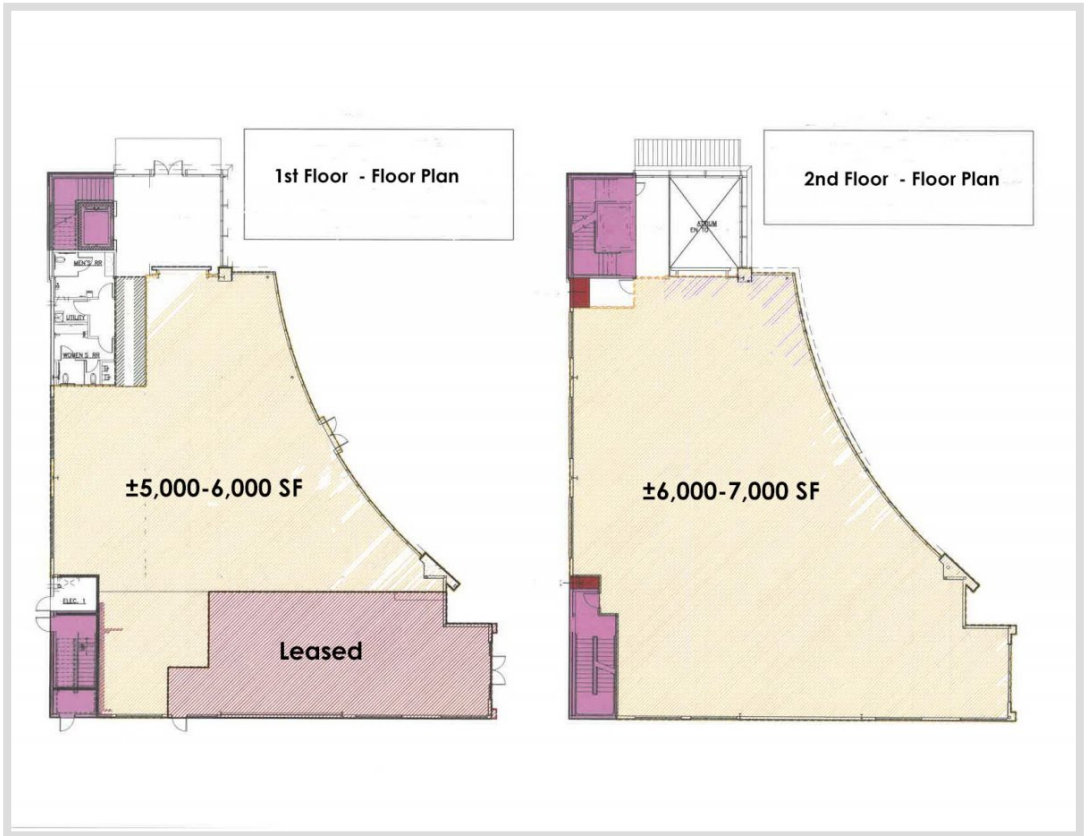 1st Floor - Floor Plan
MEN'S RR
UTILITY
WOMEN'S RR
±5,000-6,000 SF
ELEC. 1
Leased
2nd Floor - Floor Plan
±6,000-7,000 SF